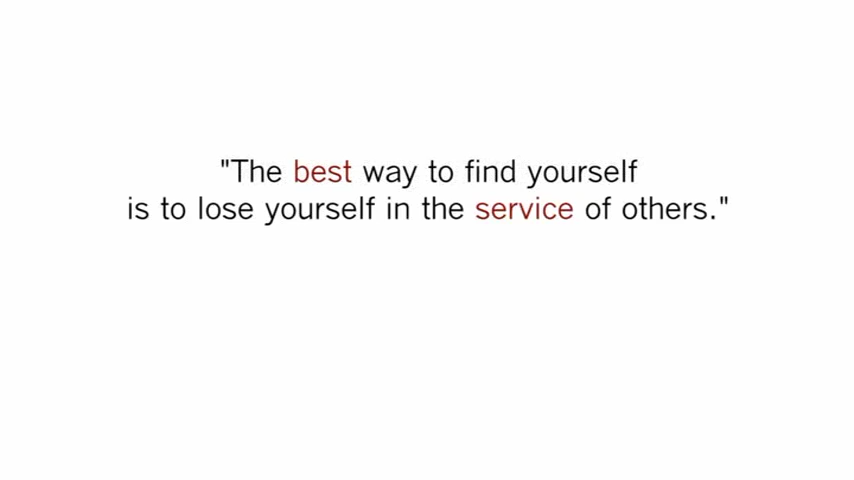 "The best way to find yourself
is to lose yourself in the service of others."